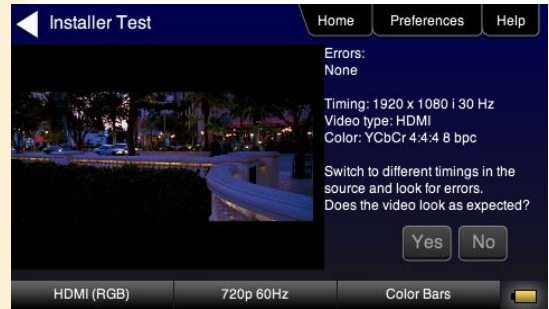 Installer Test
Home
Preferences
Help
Errors:
None
Timing: 1920 x 1080 i 30 Hz
Video type: HDMI
Color: YCbCr 4:4:4 8 bpc
Switch to different timings in the
source and look for errors.
Does the video look as expected?
Yes
No
HDMI (RGB)
720p 60Hz
Color Bars